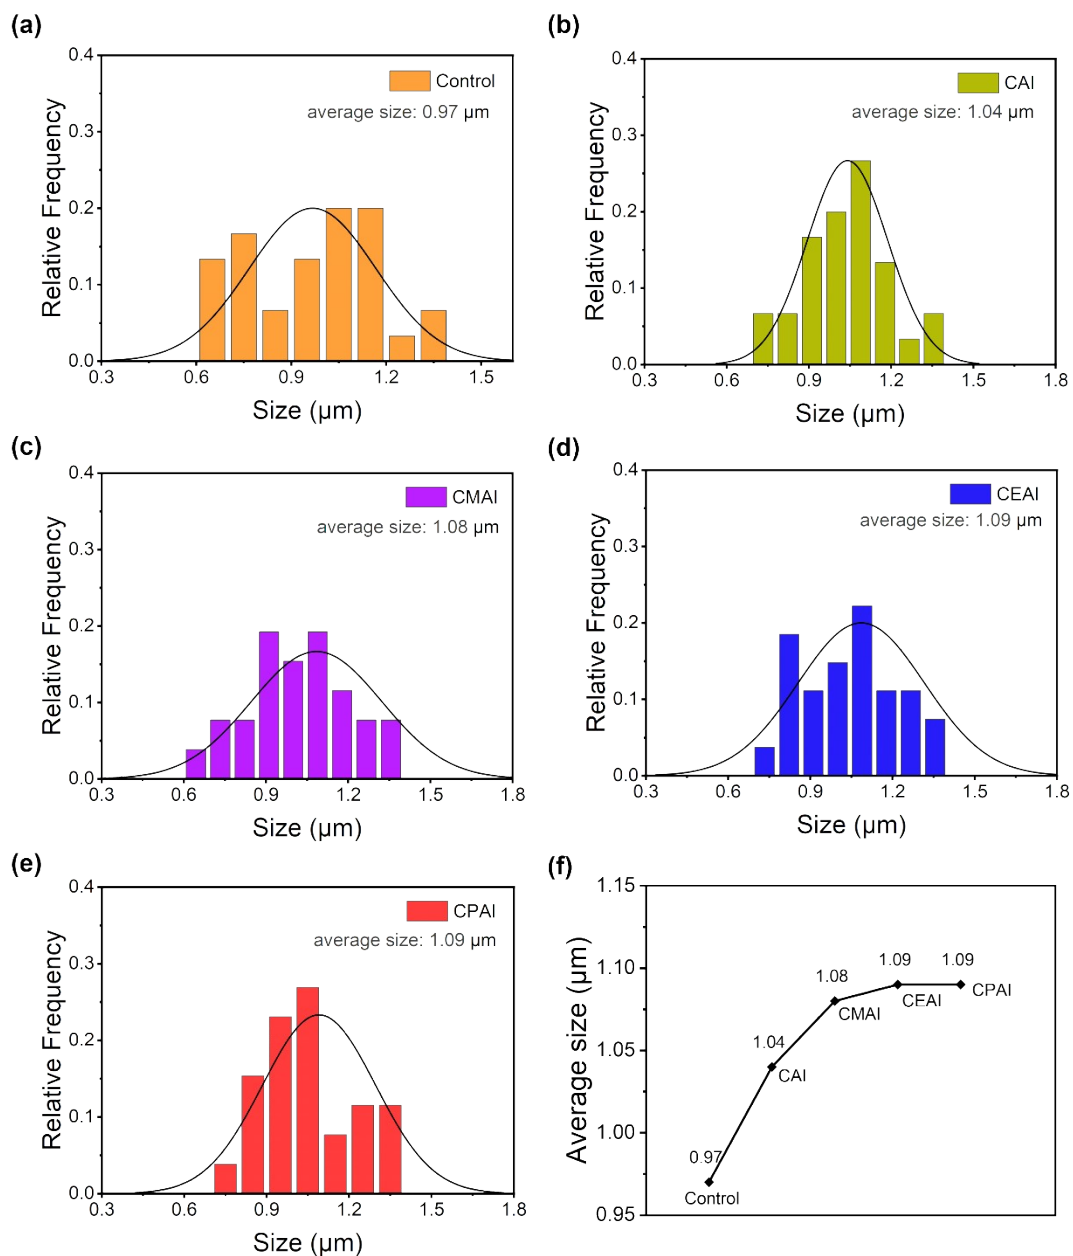 (a)
Control
average size: 0.97 µm
Relative Frequency
0.4
0.3
0.2
0.1
0.0
0.3 0.6 0.9 1.2 1.5
Size (µm)
(b)
CAI
average size: 1.04 µm
Relative Frequency
0.4
0.3
0.2
0.1
0.0
0.3 0.6 0.9 1.2 1.5 1.8
Size (µm)
(c)
CMAI
average size: 1.08 µm
Relative Frequency
0.4
0.3
0.2
0.1
0.0
0.3 0.6 0.9 1.2 1.5 1.8
Size (µm)
(d)
CEAI
average size: 1.09 µm
Relative Frequency
0.4
0.3
0.2
0.1
0.0
0.3 0.6 0.9 1.2 1.5 1.8
Size (µm)
(e)
CPAI
average size: 1.09 µm
Relative Frequency
0.4
0.3
0.2
0.1
0.0
0.3 0.6 0.9 1.2 1.5 1.8
Size (µm)
(f)
Average size (µm)
1.15
1.10
1.05
1.00
0.95
0.97
Control
1.04
CAI
1.08
CMAI
1.09
CEAI
1.09
CPAI